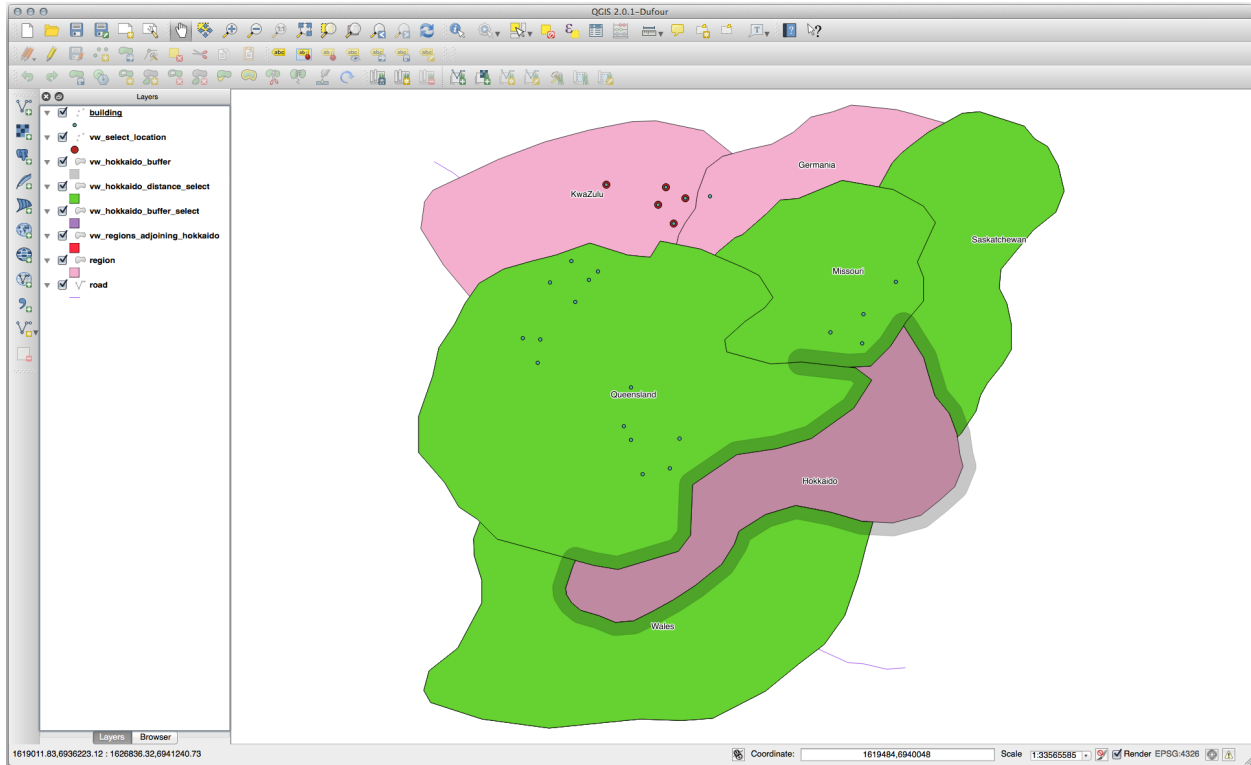 QGIS 2.0.1-Dufour
Layers
building
vw_select_location
vw_hokkaido_buffer
vw_hokkaido_distance_select
vw_hokkaido_buffer_select
vw_regions_adjoining_hokkaido
region
road
Germania
KwaZulu
Saskatchewan
Missouri
Queensland
Hokkaido
Wales
Layers Browser
1619011.83,6936223.12 : 1626836.32,6941240.73 Coordinate: 1619484,6940048 Scale 1:33565585 Render EPSG:4326